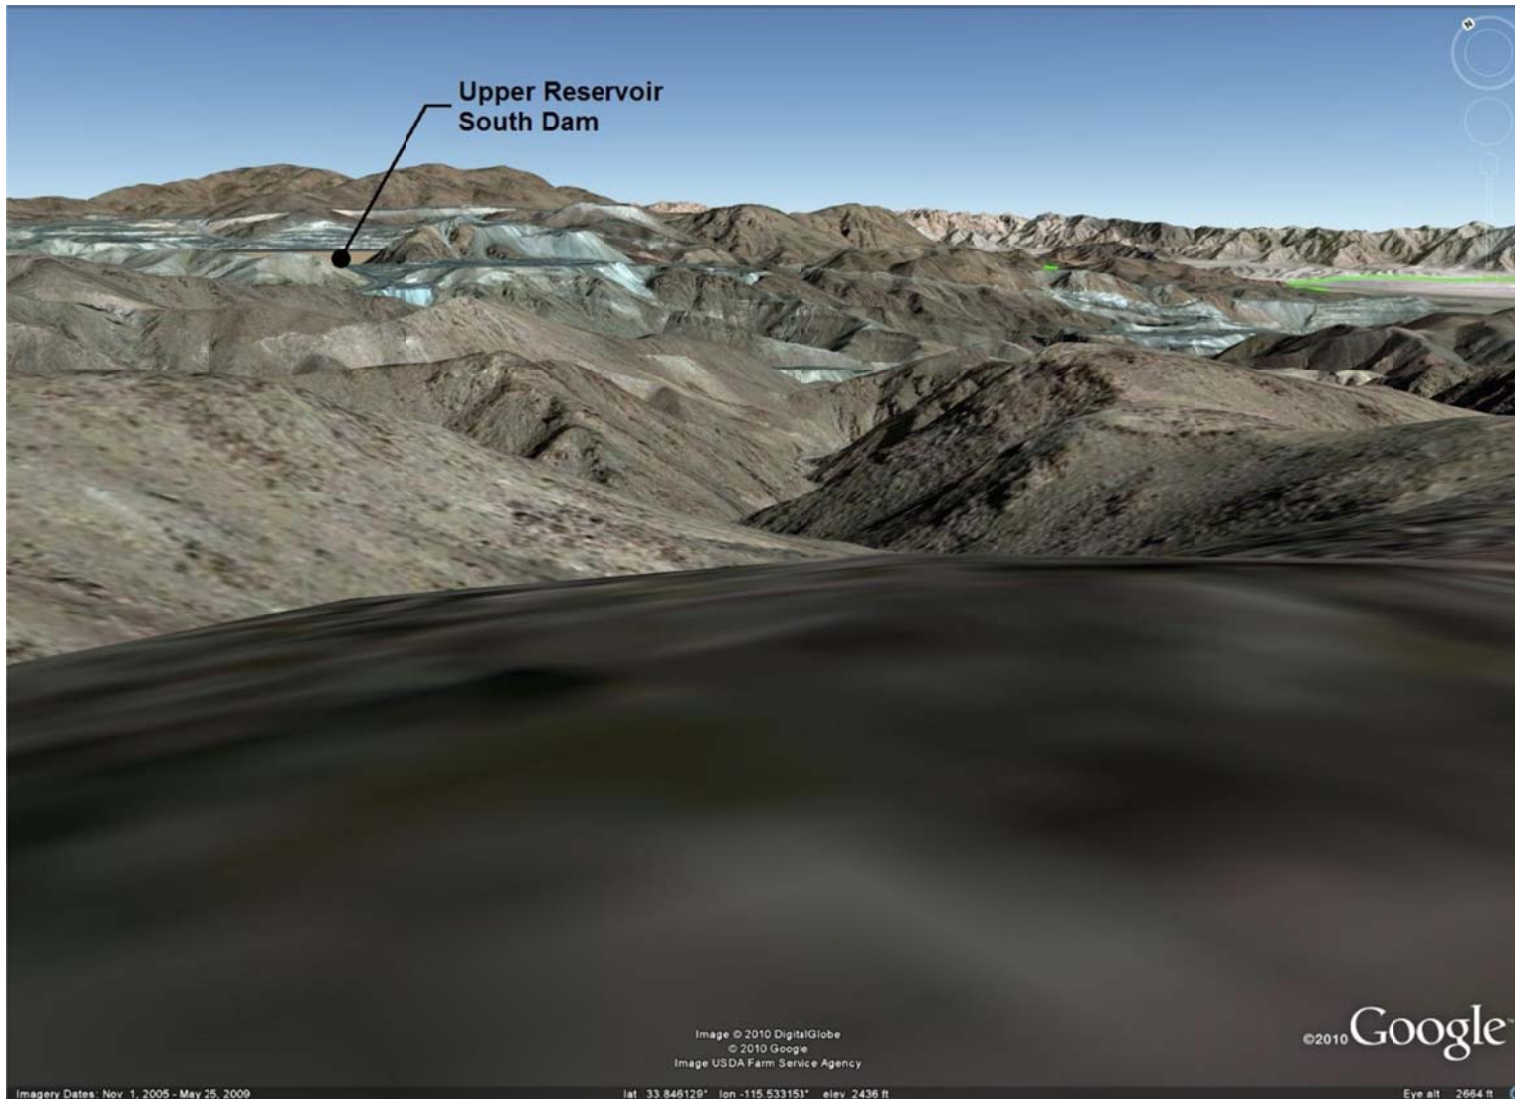 N
Upper Reservoir
South Dam
Image © 2010 DigitalGlobe
© 2010 Google
Image USDA Farm Service Agency
©2010 Google™
Imagery Dates: Nov 1, 2005 - May 25, 2009
lat 33.846129° lon -115.533151° elev 2436 ft
Eye alt 2664 ft